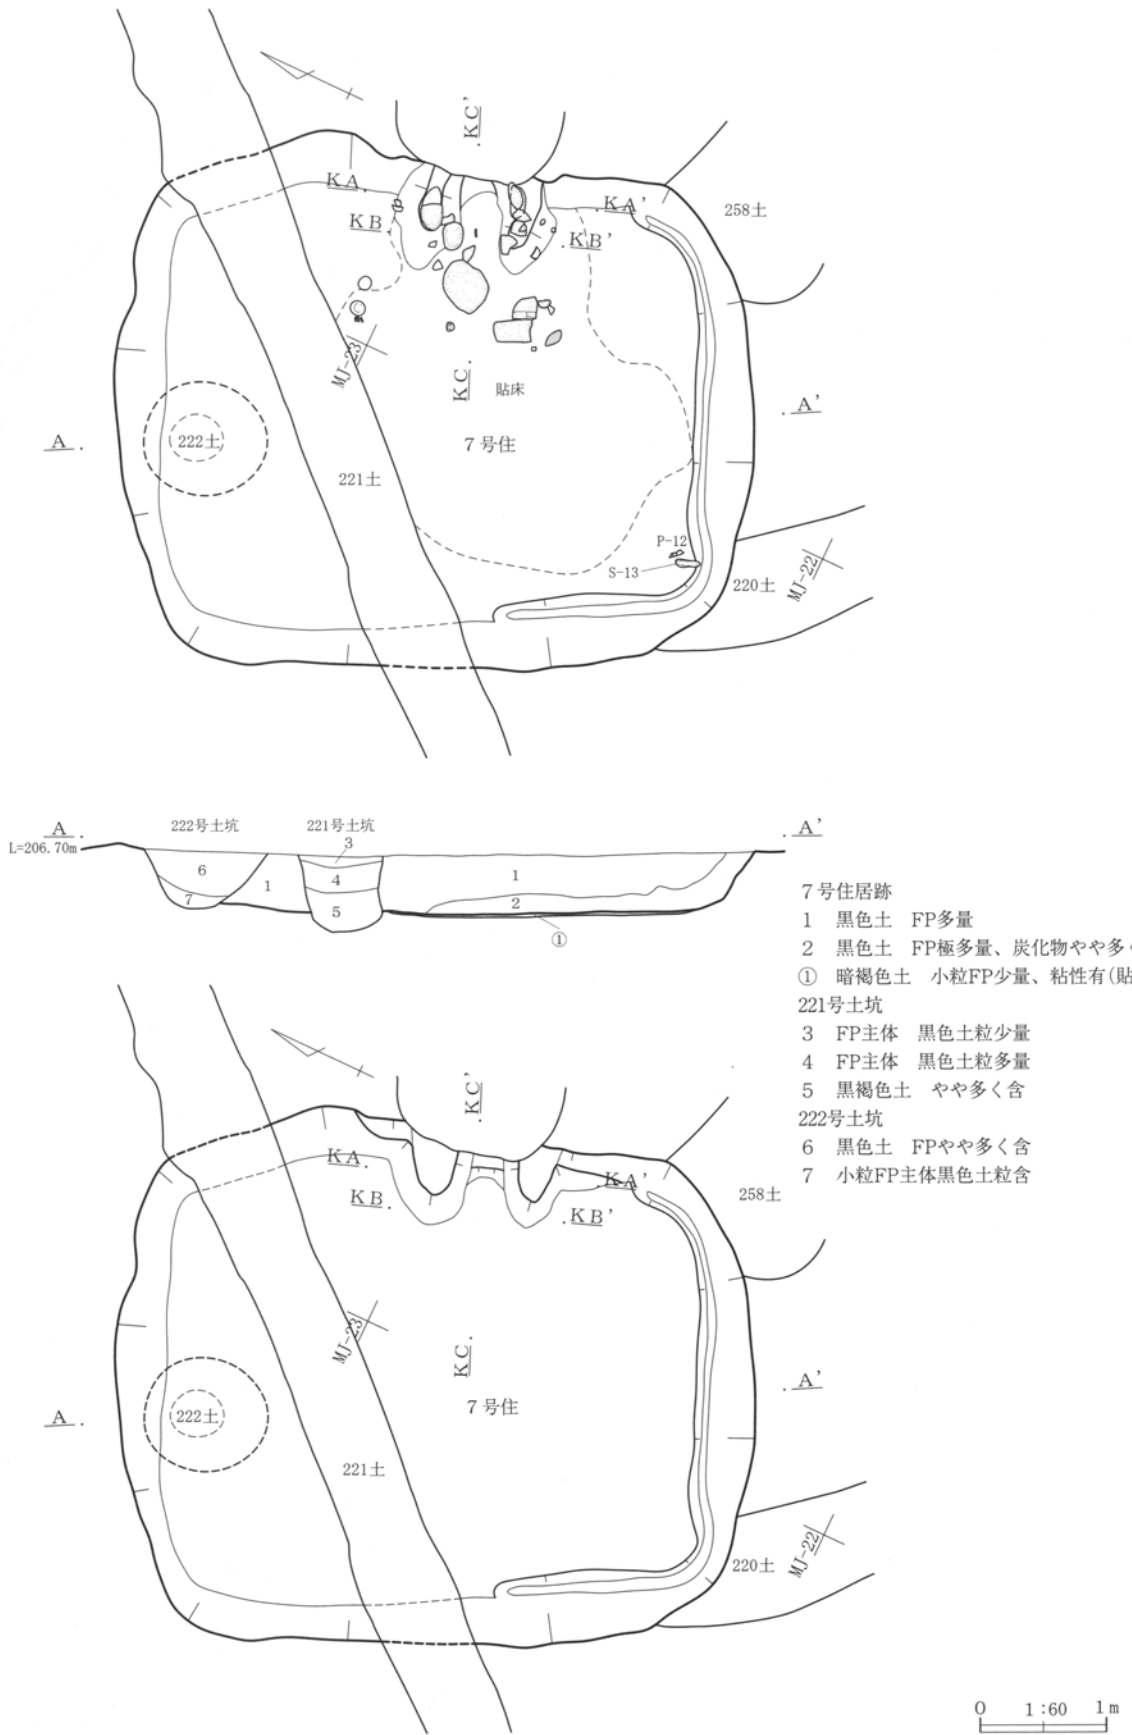 KC'
KA.
KB.
.KA'
.KB'
258土
MJ-23
KC.
貼床
A.
.A'
222土
7号住
221土
P-12
S-13
220土
MJ-22
A.
222号土坑
221号土坑
.A'
L=206.70m
3
6
1
4
1
7
5
2
①
7号住居跡
1 黒色土 FP多量
2 黒色土 FP極多量、炭化物やや多
① 暗褐色土 小粒FP少量、粘性有(貼
221号土坑
3 FP主体 黒色土粒少量
4 FP主体 黒色土粒多量
5 黒褐色土 やや多く含
222号土坑
6 黒色土 FPやや多く含
7 小粒FP主体黒色土粒含
KC'
KA.
KB.
.KA'
.KB'
258土
MJ-23
KC.
A.
.A'
222土
7号住
221土
220土
MJ-22
0 1:60 1m